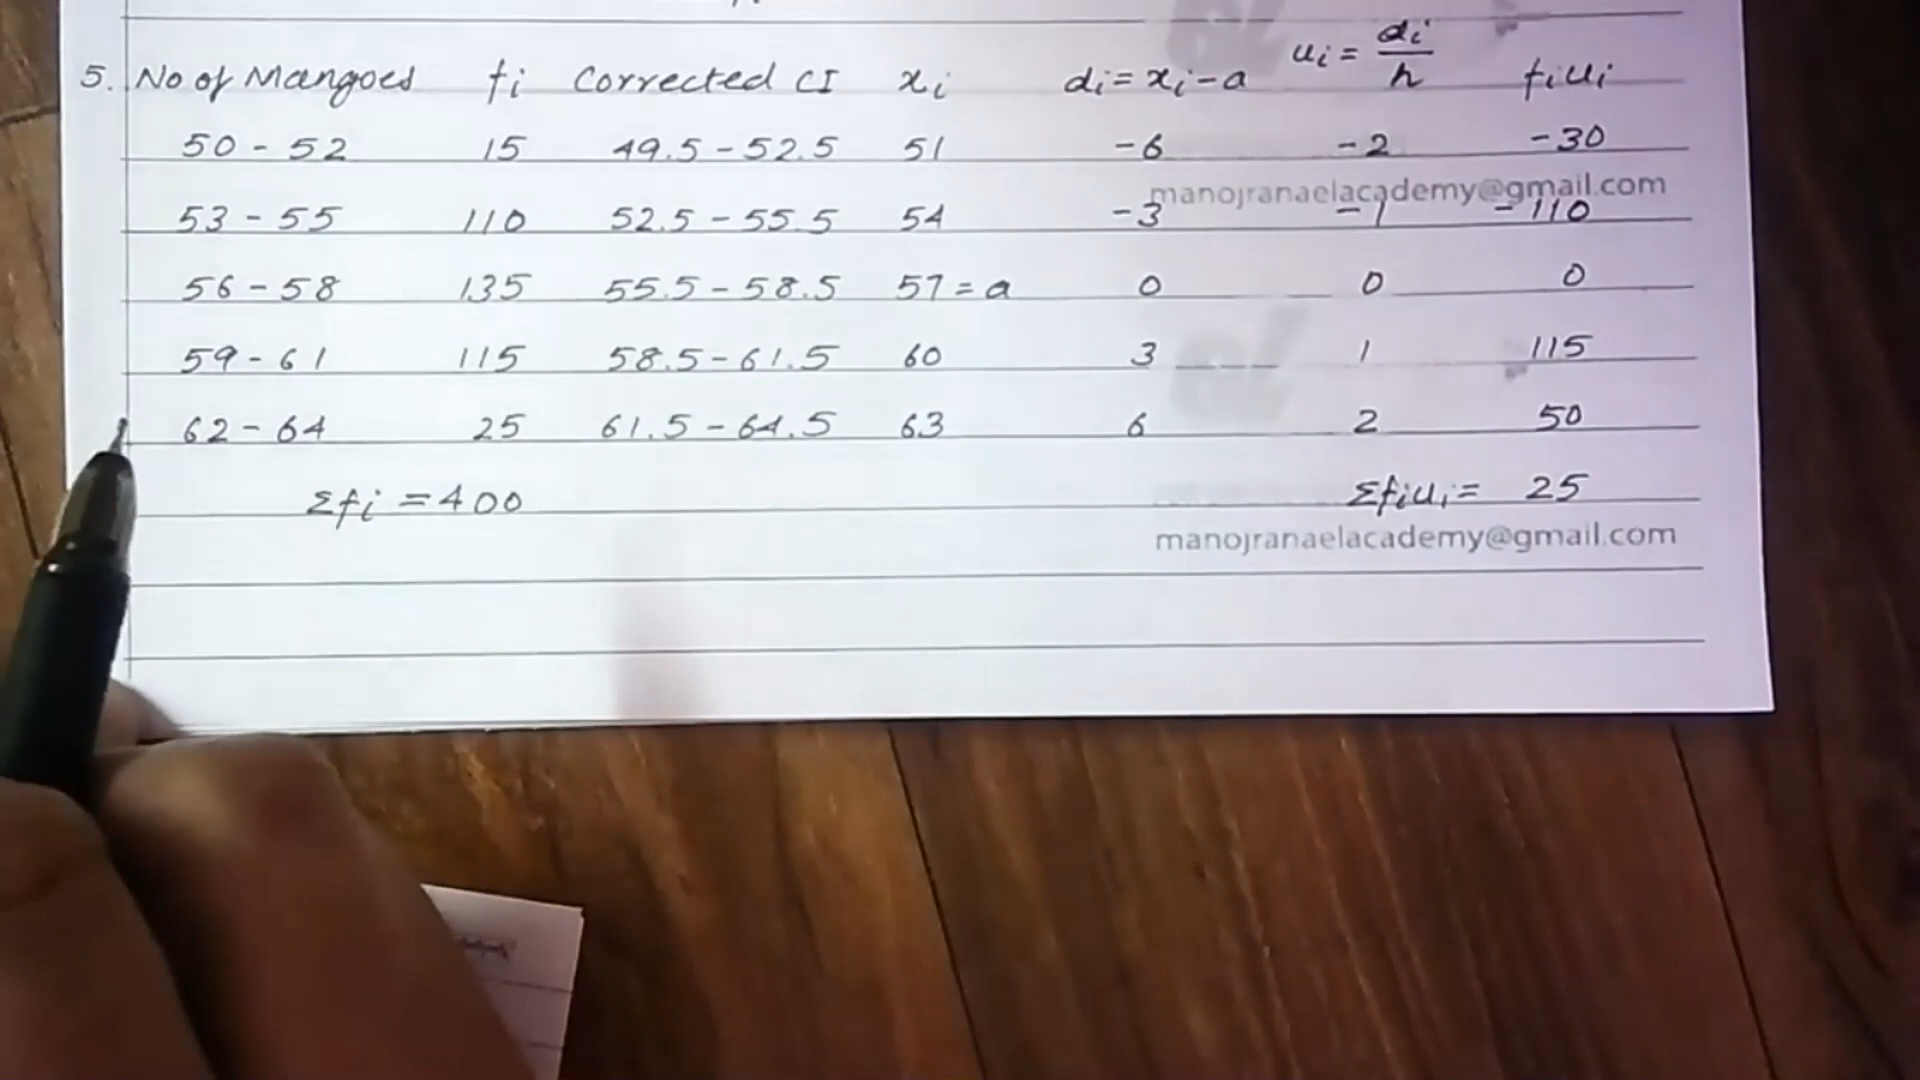 5. No of Mangoes fi Corrected CI xi di = xi - a ui = di/h fiui
50 - 52 15 49.5 - 52.5 51 -6 -2 -30
manojranaelacademy@gmail.com
53 - 55 110 52.5 - 55.5 54 -3 -1 -110
56 - 58 135 55.5 - 58.5 57 = a 0 0 0
59 - 61 115 58.5 - 61.5 60 3 1 115
62 - 64 25 61.5 - 64.5 63 6 2 50
Σfi = 400 Σfiui = 25
manojranaelacademy@gmail.com